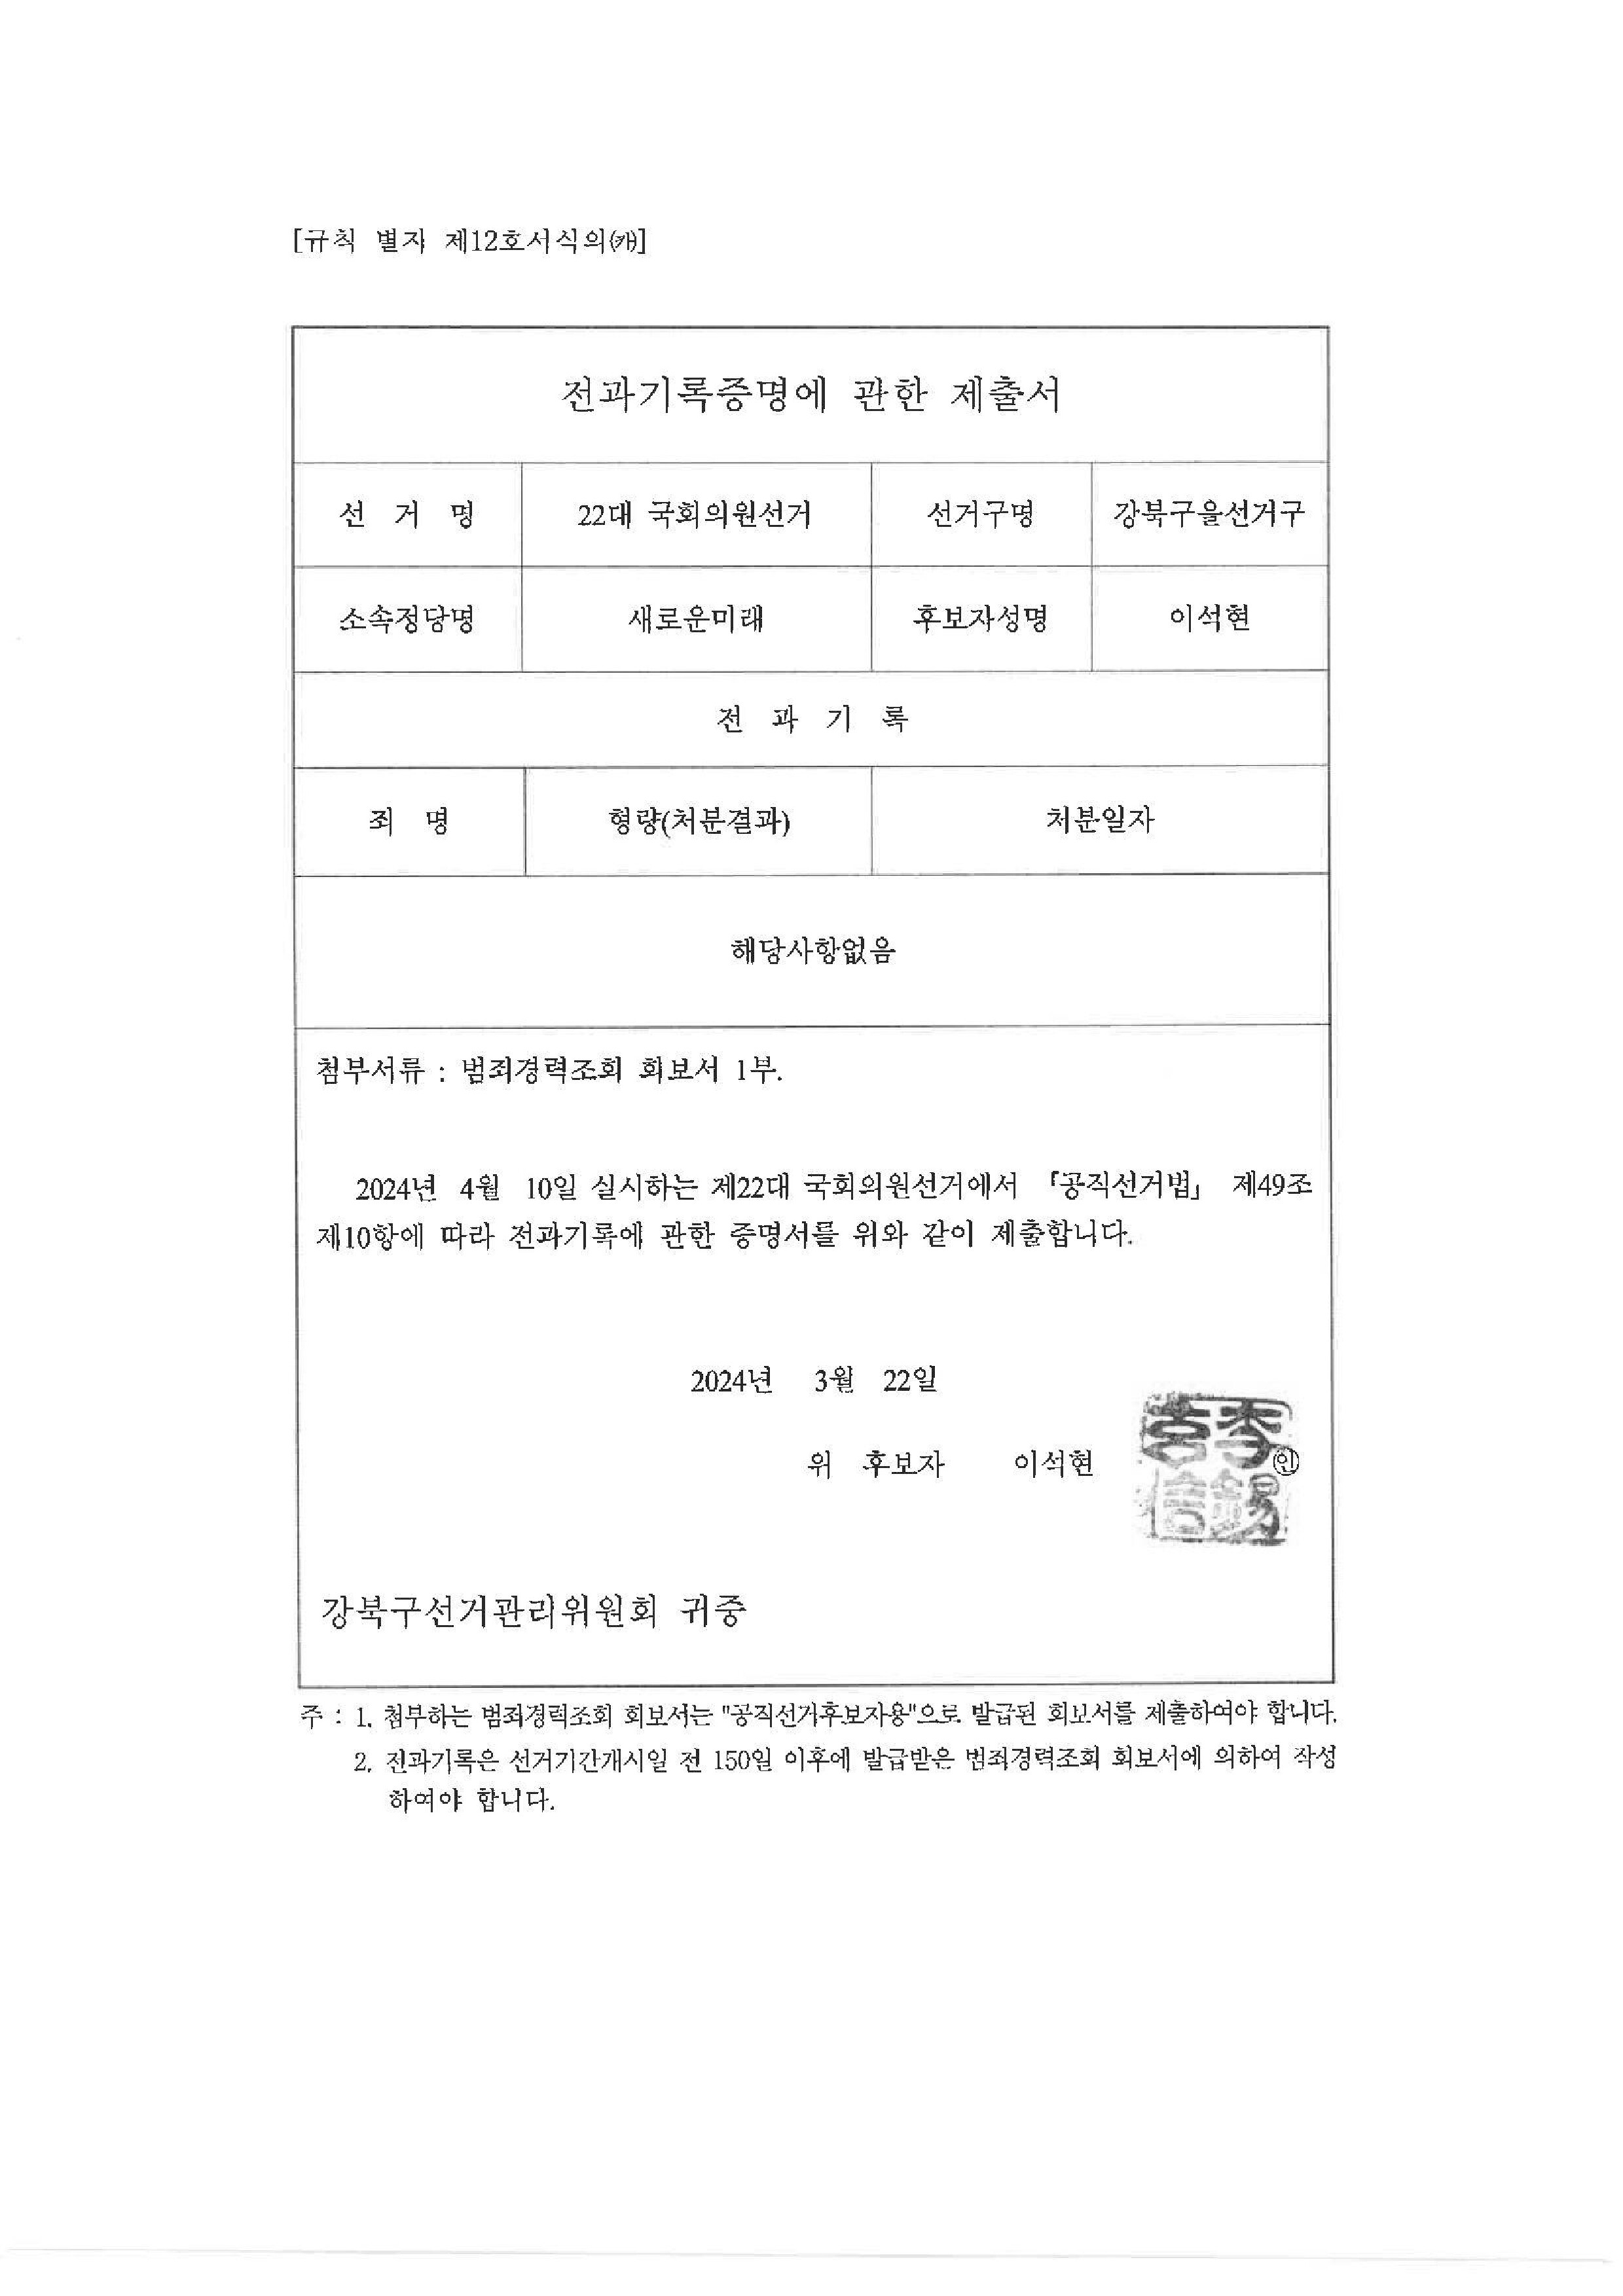 [규칙 별지 제12호서식의㈸]
전과기록증명에 관한 제출서
선 거 명 22대 국회의원선거 선거구명 강북구을선거구
소속정당명 새로운미래 후보자성명 이석현
전 과 기 록
죄 명 형량(처분결과) 처분일자
해당사항없음
첨부서류 : 범죄경력조회 회보서 1부.
2024년 4월 10일 실시하는 제22대 국회의원선거에서 「공직선거법」 제49조
제10항에 따라 전과기록에 관한 증명서를 위와 같이 제출합니다.
2024년 3월 22일
위 후보자 이석현 ㊞
강북구선거관리위원회 귀중
주 : 1. 첨부하는 범죄경력조회 회보서는 "공직선거후보자용"으로 발급된 회보서를 제출하여야 합니다.
2. 전과기록은 선거기간개시일 전 150일 이후에 발급받은 범죄경력조회 회보서에 의하여 작성
하여야 합니다.